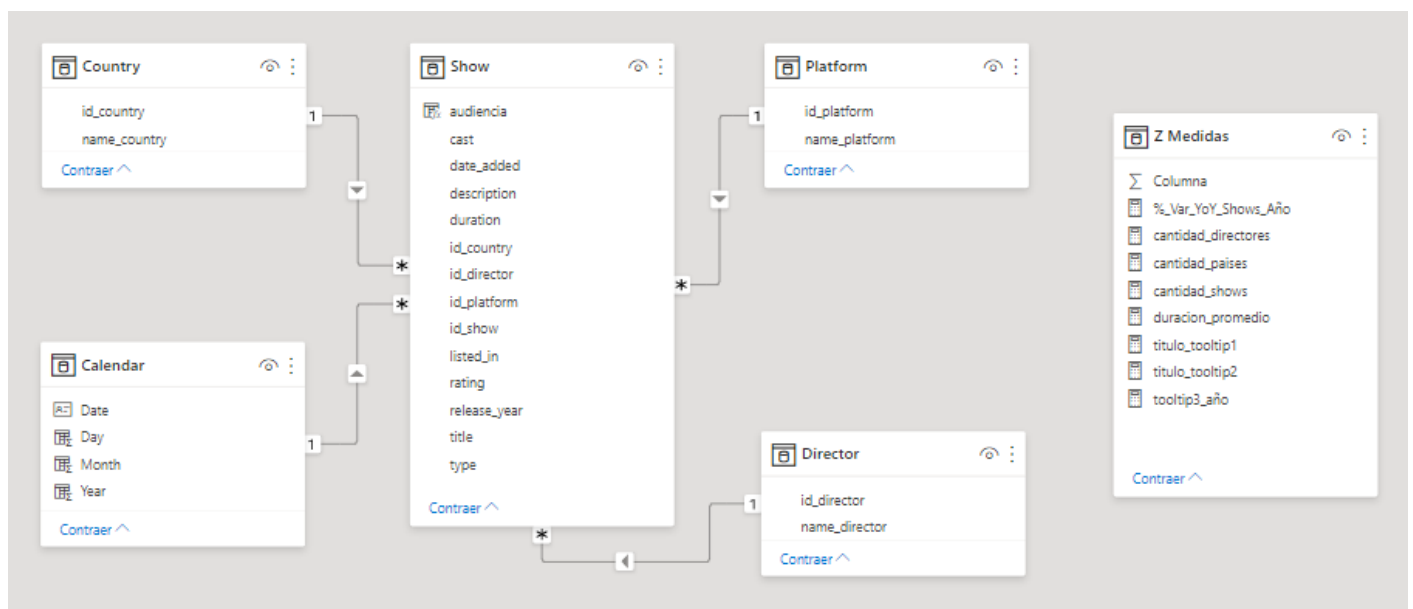 Country
id_country
name_country
Contraer
1
*
Show
audiencia
cast
date_added
description
duration
id_country
id_director
id_platform
id_show
listed_in
rating
release_year
title
type
Contraer
Platform
id_platform
name_platform
Contraer
1
*
Z Medidas
Columna
%_Var_YoY_Shows_Año
cantidad_directores
cantidad_paises
cantidad_shows
duracion_promedio
titulo_tooltip1
titulo_tooltip2
tooltip3_año
Contraer
Calendar
Date
Day
Month
Year
Contraer
1
*
Director
id_director
name_director
Contraer
1
*